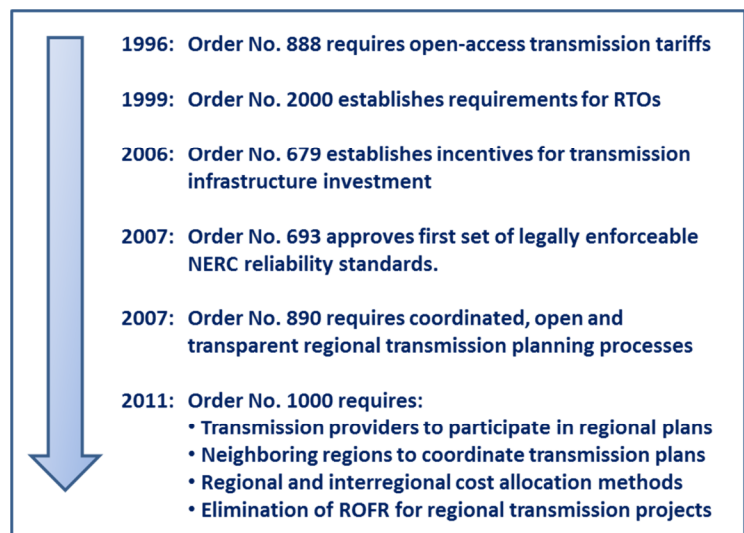 1996: Order No. 888 requires open-access transmission tariffs
1999: Order No. 2000 establishes requirements for RTOs
2006: Order No. 679 establishes incentives for transmission
infrastructure investment
2007: Order No. 693 approves first set of legally enforceable
NERC reliability standards.
2007: Order No. 890 requires coordinated, open and
transparent regional transmission planning processes
2011: Order No. 1000 requires:
• Transmission providers to participate in regional plans
• Neighboring regions to coordinate transmission plans
• Regional and interregional cost allocation methods
• Elimination of ROFR for regional transmission projects